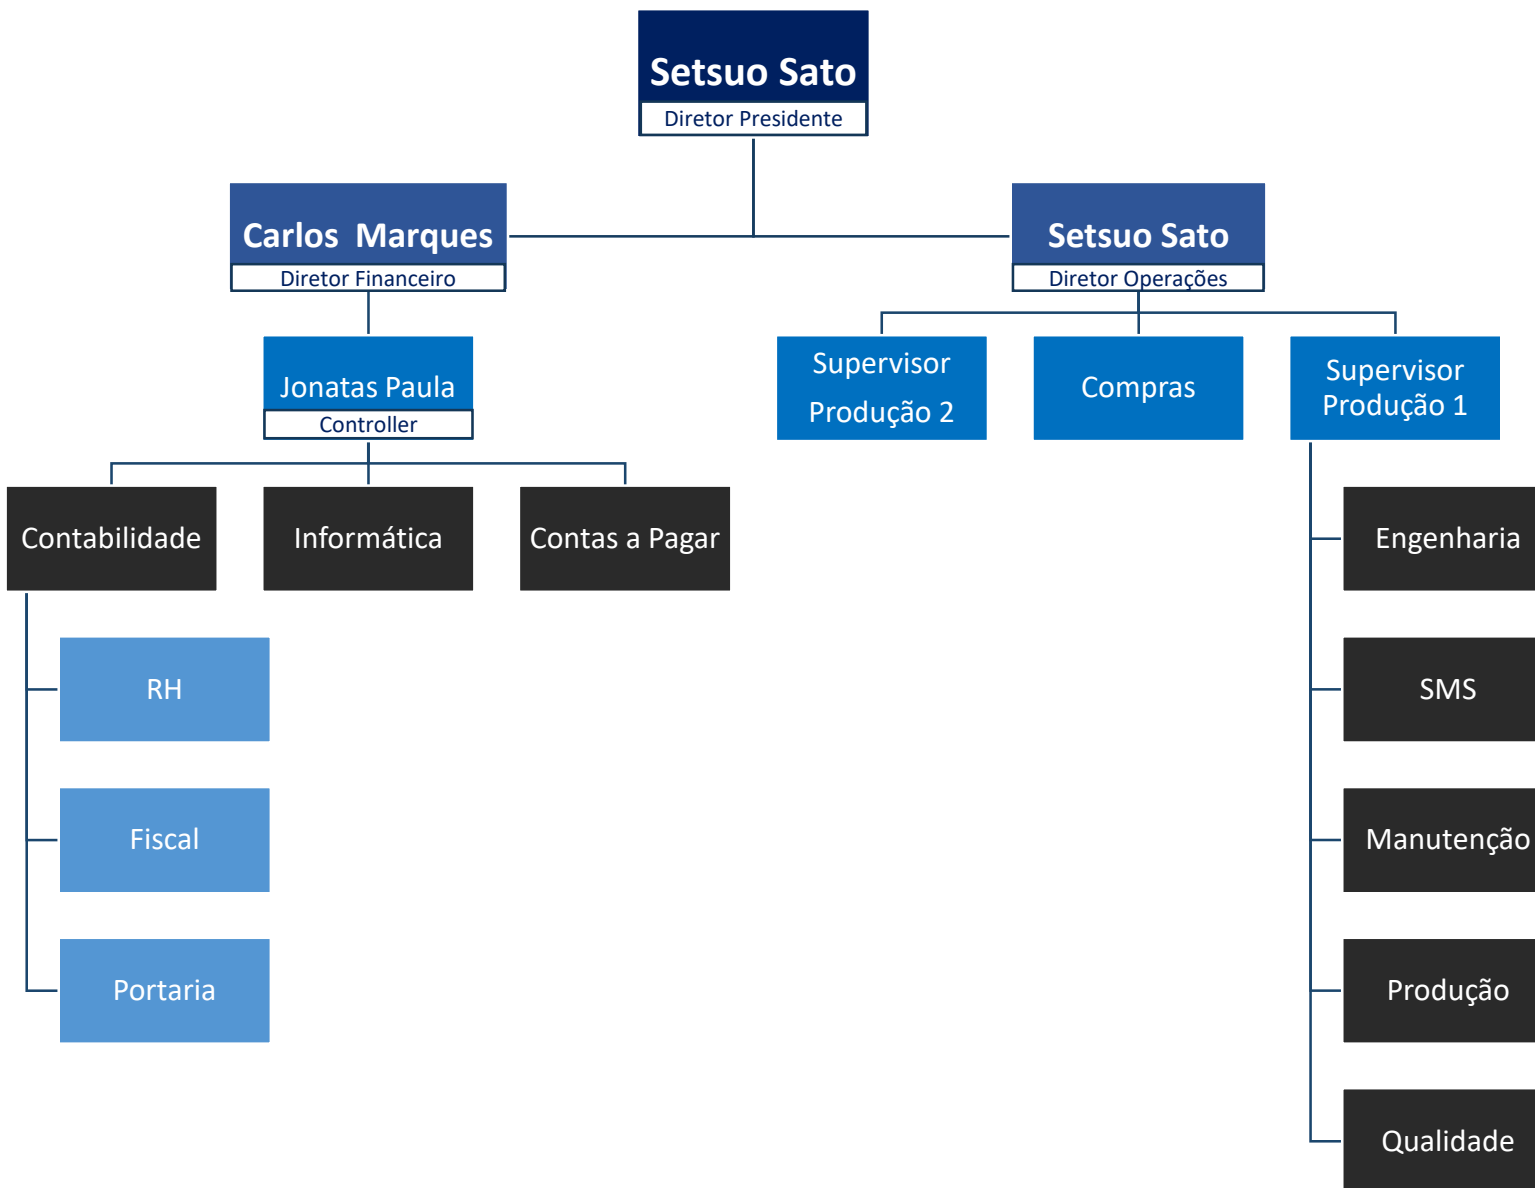 Setsuo Sato
Diretor Presidente
Carlos  Marques
Diretor Financeiro
Setsuo Sato
Diretor Operações
Jonatas Paula
Controller
Supervisor
Produção 2
Compras
Supervisor
Produção 1
Contabilidade
Informática
Contas a Pagar
Engenharia
RH
SMS
Fiscal
Manutenção
Portaria
Produção
Qualidade